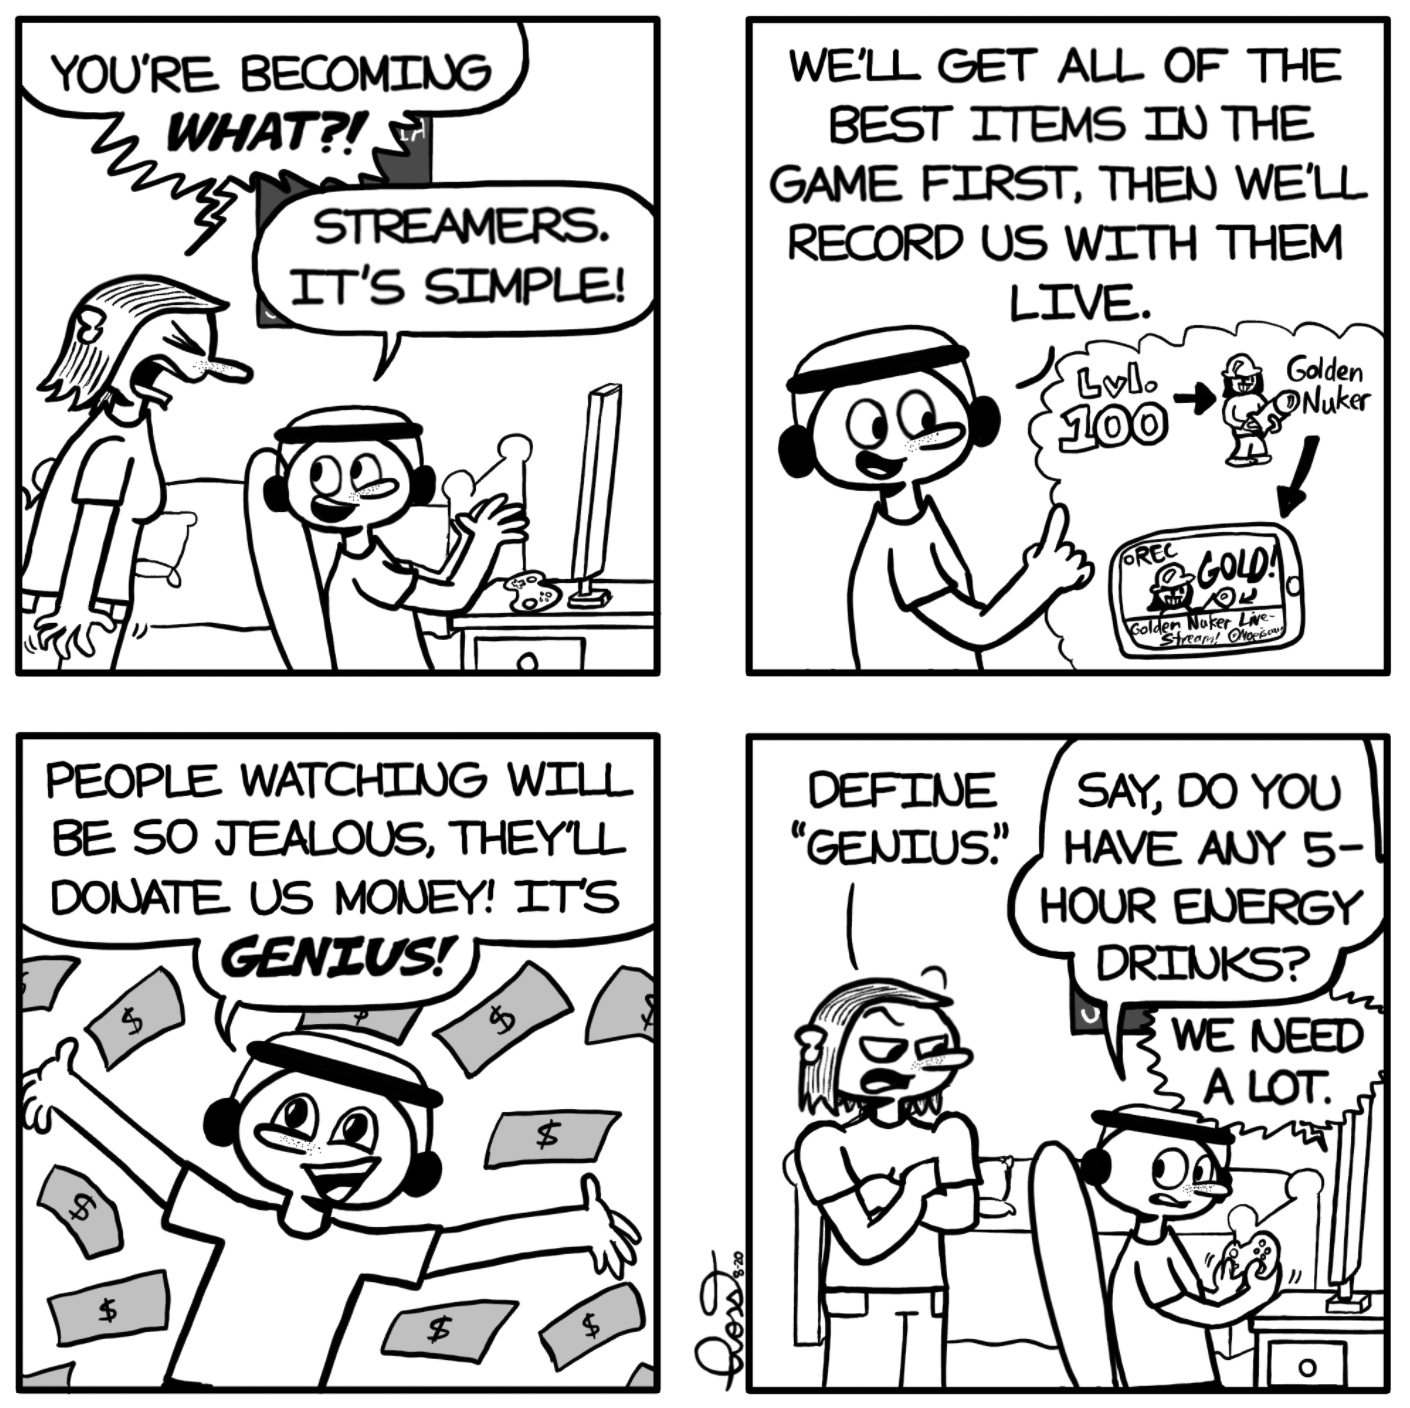 YOU'RE BECOMING
WHAT?!
STREAMERS.
IT'S SIMPLE!
WE'LL GET ALL OF THE
BEST ITEMS IN THE
GAME FIRST, THEN WE'LL
RECORD US WITH THEM
LIVE.
Lvl.
100
Golden
Nuker
REC
GOLD!
Golden Nuker Live-
Stream!
PEOPLE WATCHING WILL
BE SO JEALOUS, THEY'LL
DONATE US MONEY! IT'S
GENIUS!
$
$
$
$
$
$
$
$
$
DEFINE
"GENIUS."
SAY, DO YOU
HAVE ANY 5-
HOUR ENERGY
DRINKS?
WE NEED
A LOT.
8-20